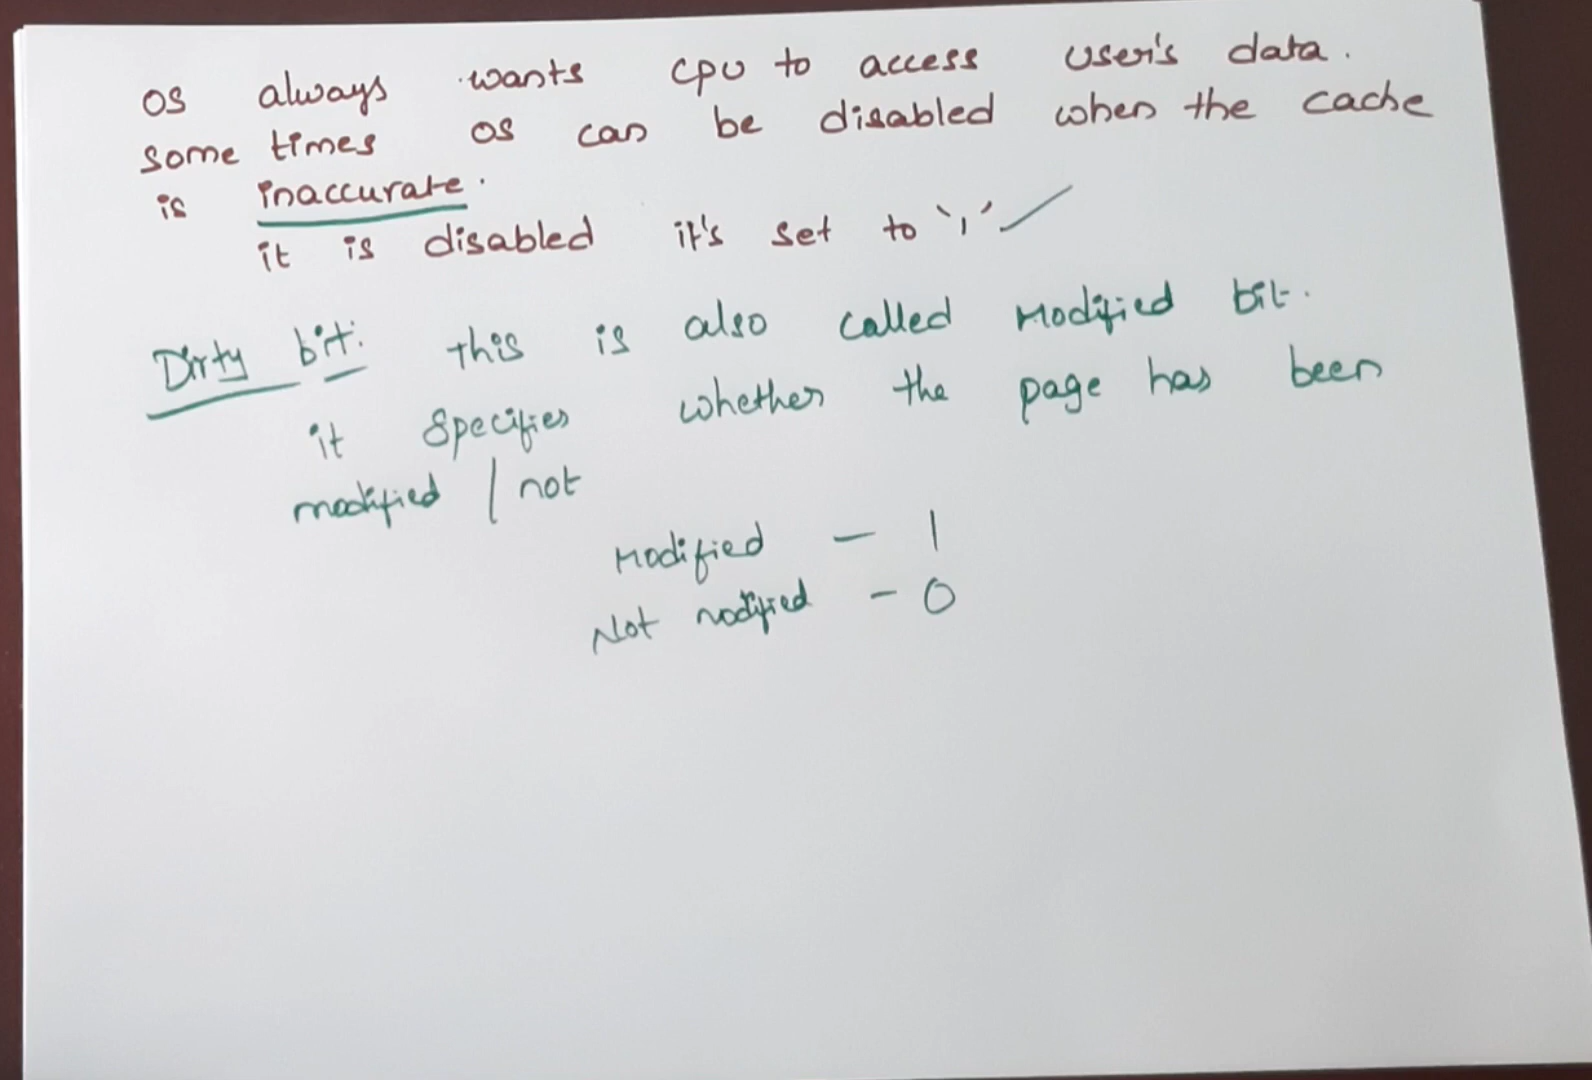 OS always wants CPU to access user's data.
some times OS can be disabled when the cache
is inaccurate.
it is disabled it's set to '1'
Dirty bit: This is also called Modified bit.
it specifies whether the page has been
modified / not
Modified - 1
Not modified - 0